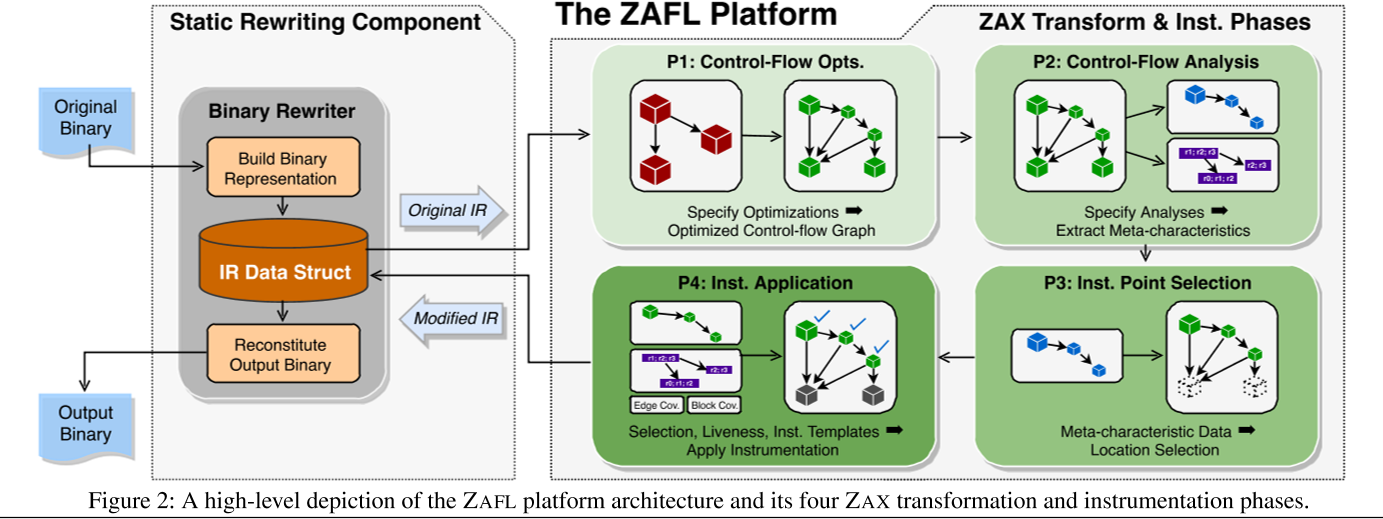 The ZAFL Platform
Static Rewriting Component
ZAX Transform & Inst. Phases
Original
Binary
Binary Rewriter
Build Binary
Representation
IR Data Struct
Reconstitute
Output Binary
Output
Binary
Original IR
Modified IR
P1: Control-Flow Opts.
Specify Optimizations ➡
Optimized Control-flow Graph
P2: Control-Flow Analysis
r1; r2; r3
r2; r3
r0; r1; r2
Specify Analyses ➡
Extract Meta-characteristics
P3: Inst. Point Selection
Meta-characteristic Data ➡
Location Selection
P4: Inst. Application
r1; r2; r3
r2; r3
r0; r1; r2
Edge Cov.
Block Cov.
Selection, Liveness, Inst. Templates ➡
Apply Instrumentation
Figure 2: A high-level depiction of the ZAFL platform architecture and its four ZAX transformation and instrumentation phases.